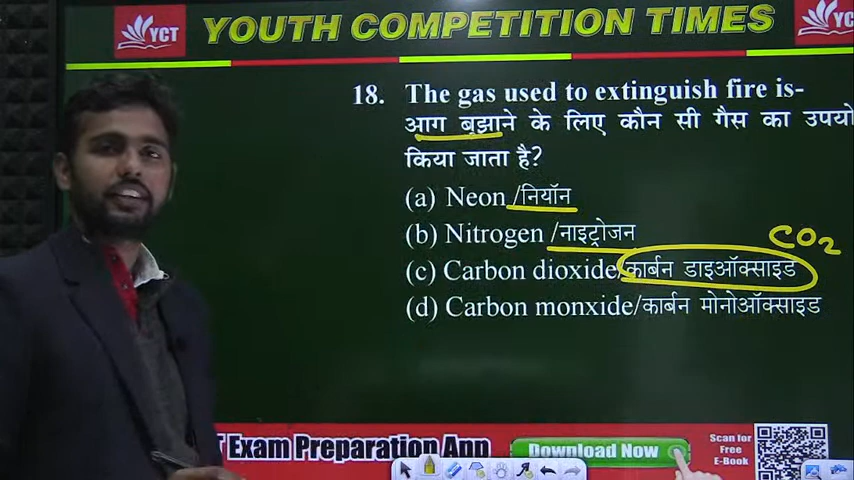 YCT
YOUTH COMPETITION TIMES
YCT
18. The gas used to extinguish fire is-
आग बुझाने के लिए कौन सी गैस का उपयो
किया जाता है?
(a) Neon /नियॉन
(b) Nitrogen /नाइट्रोजन
CO2
(c) Carbon dioxide/कार्बन डाइऑक्साइड
(d) Carbon monxide/कार्बन मोनोऑक्साइड
T Exam Preparation App
Download Now
Scan for
Free
E-Book